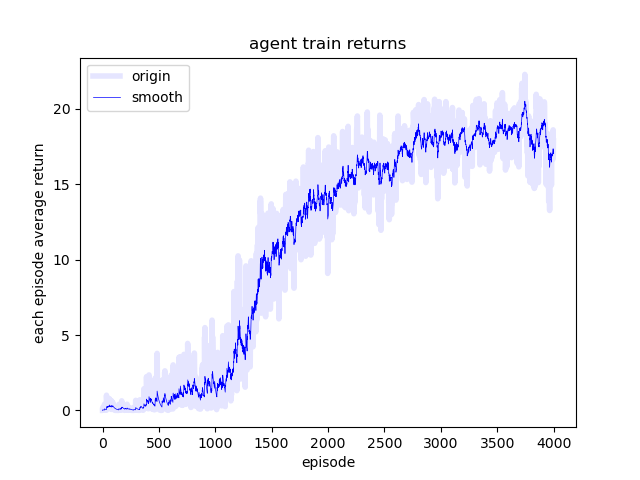 agent train returns
origin
smooth
20
15
10
5
0
each episode average return
0 500 1000 1500 2000 2500 3000 3500 4000
episode